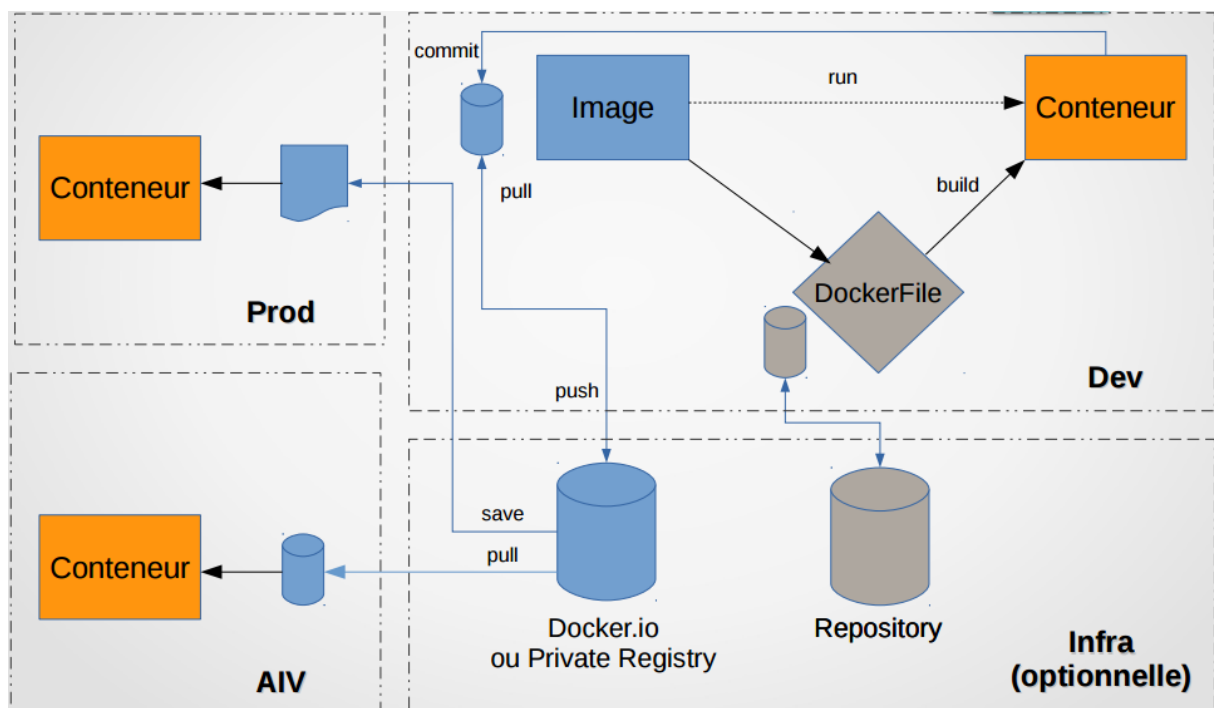 commit
Image
run
Conteneur
pull
build
DockerFile
Dev
Conteneur
Prod
push
save
pull
Conteneur
AIV
Docker.io
ou Private Registry
Repository
Infra
(optionnelle)